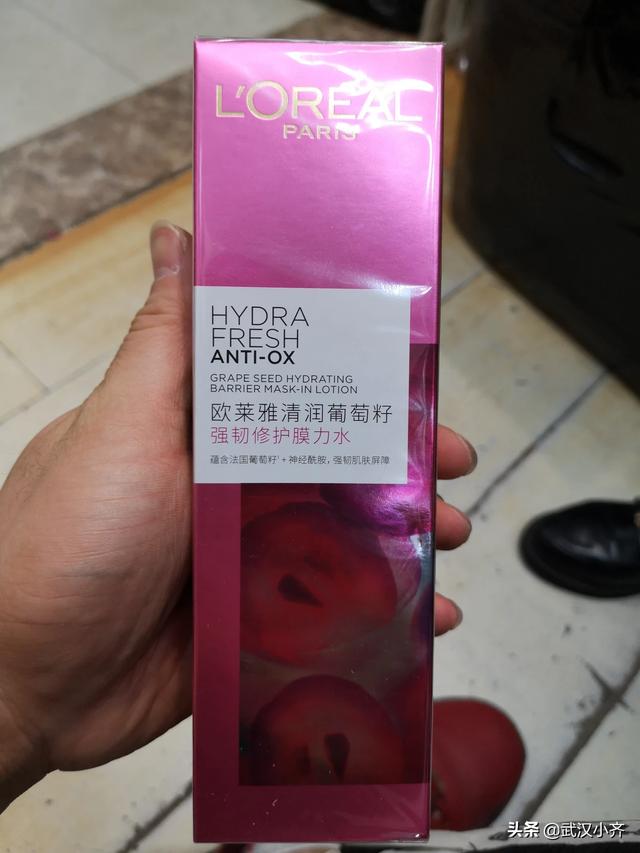 L'ORÉAL
PARIS
HYDRA
FRESH
ANTI-OX
GRAPE SEED HYDRATING
BARRIER MASK-IN LOTION
欧莱雅清润葡萄籽
强韧修护膜力水
蕴含法国葡萄籽¹ + 神经酰胺，强韧肌肤屏障
头条 @武汉小齐